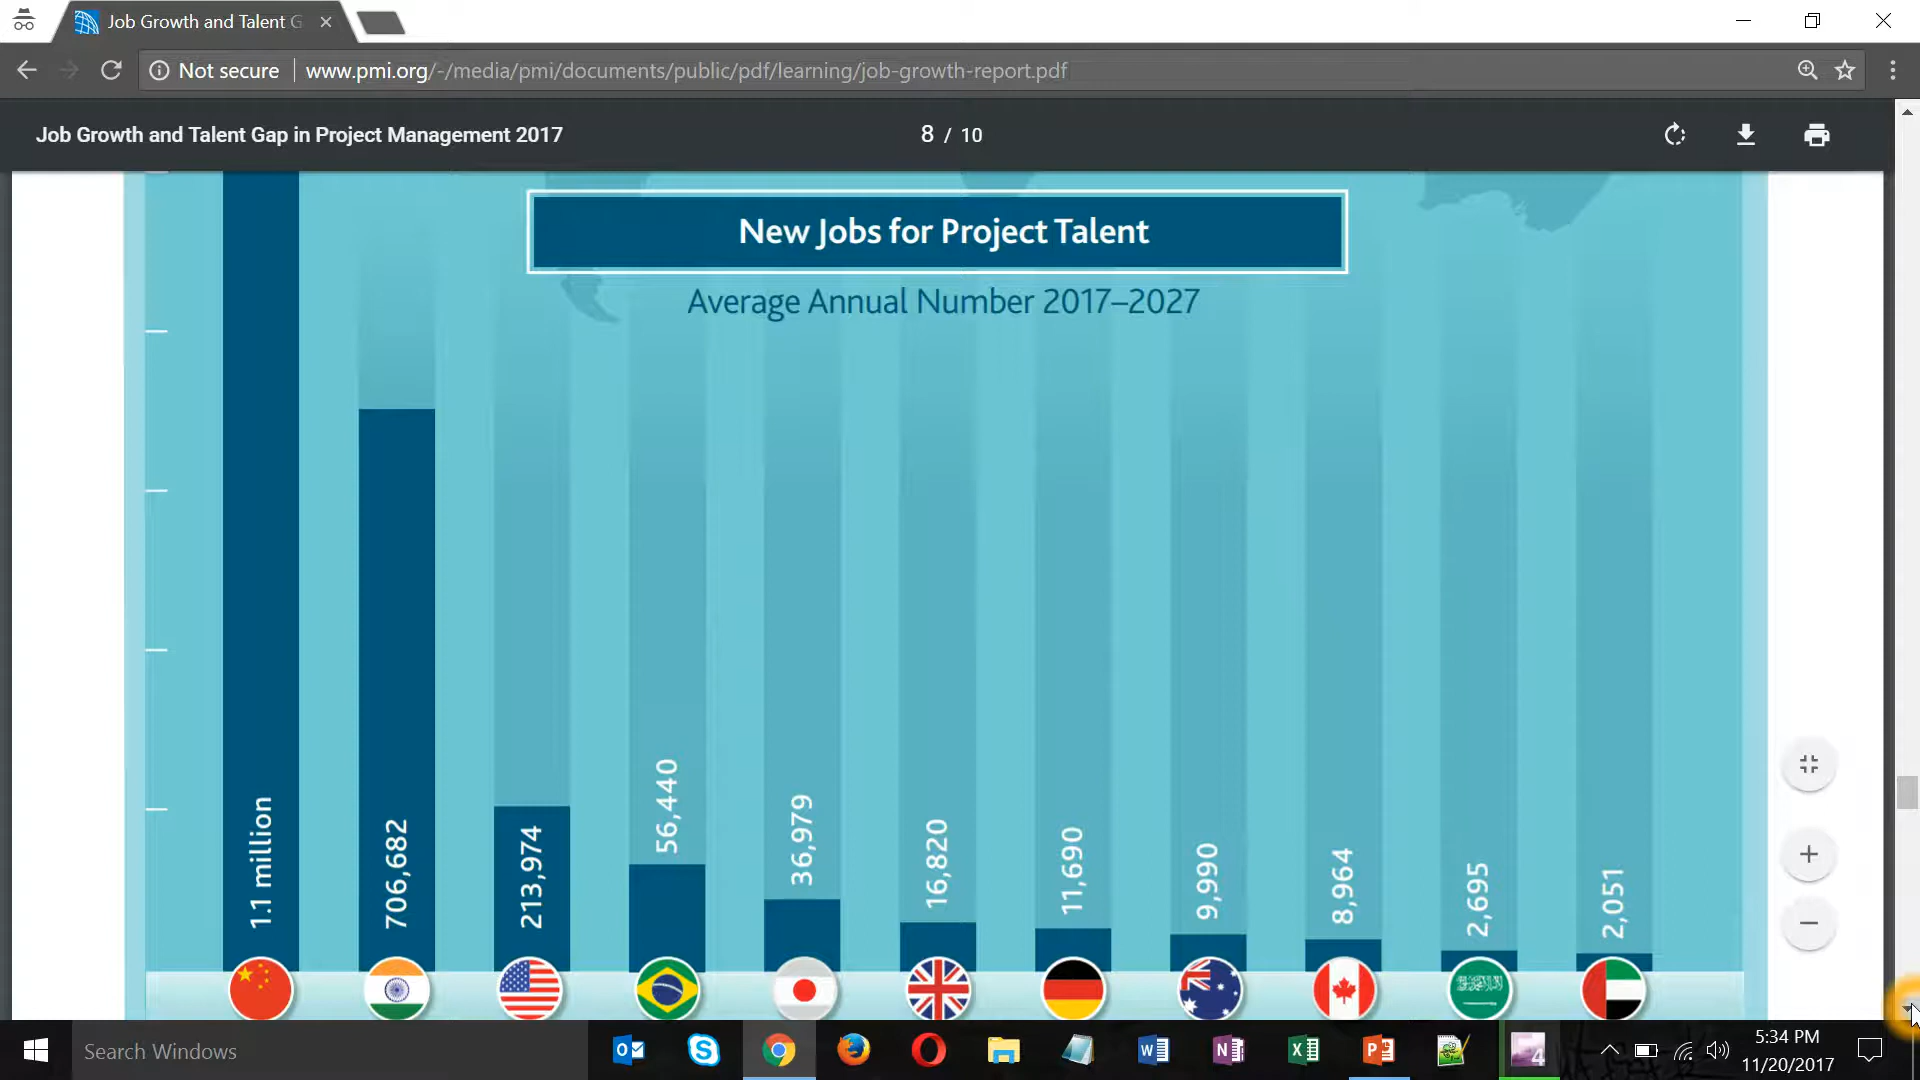 Job Growth and Talent G
Not secure www.pmi.org/-/media/pmi/documents/public/pdf/learning/job-growth-report.pdf
Job Growth and Talent Gap in Project Management 2017 8 / 10
New Jobs for Project Talent
Average Annual Number 2017–2027
1.1 million
706,682
213,974
56,440
36,979
16,820
11,690
9,990
8,964
2,695
2,051
Search Windows
5:34 PM
11/20/2017